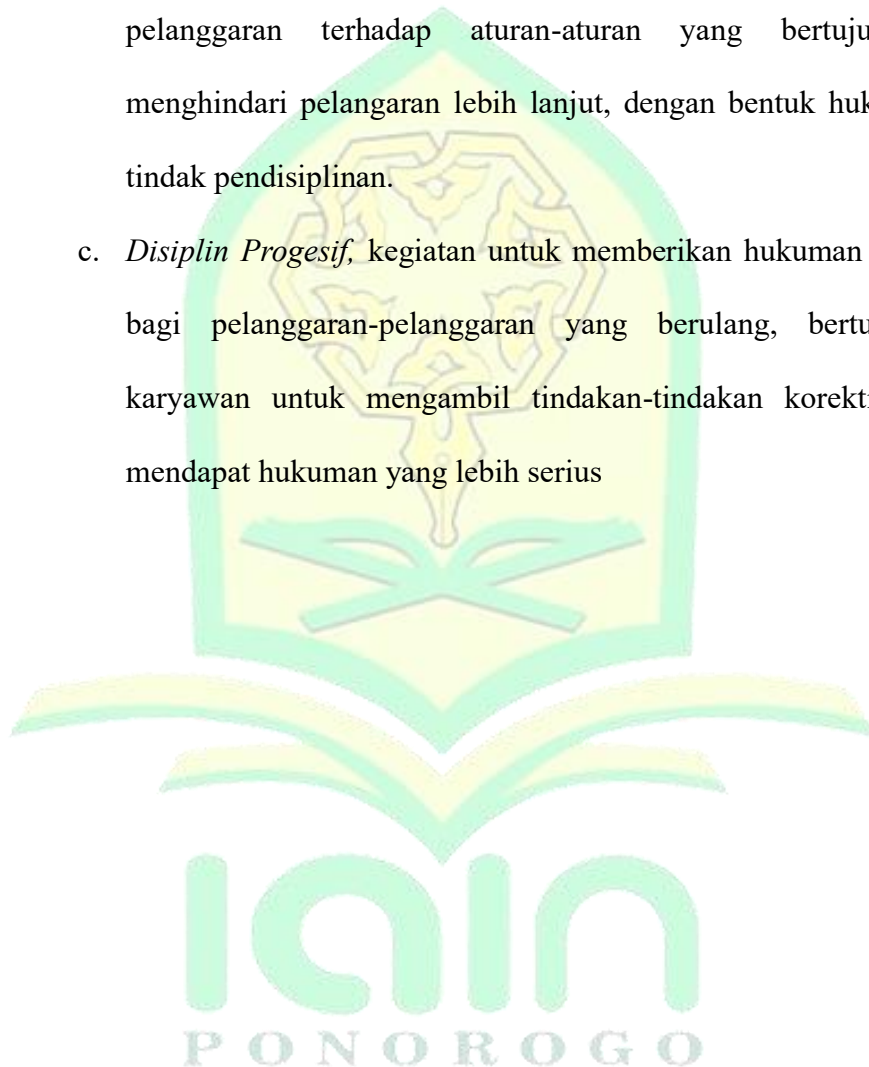 pelanggaran terhadap aturan-aturan yang bertuju
menghindari pelangaran lebih lanjut, dengan bentuk huk
tindak pendisiplinan.
c. Disiplin Progesif, kegiatan untuk memberikan hukuman
bagi pelanggaran-pelanggaran yang berulang, bertu
karyawan untuk mengambil tindakan-tindakan korekti
mendapat hukuman yang lebih serius
IAIN
PONOROGO